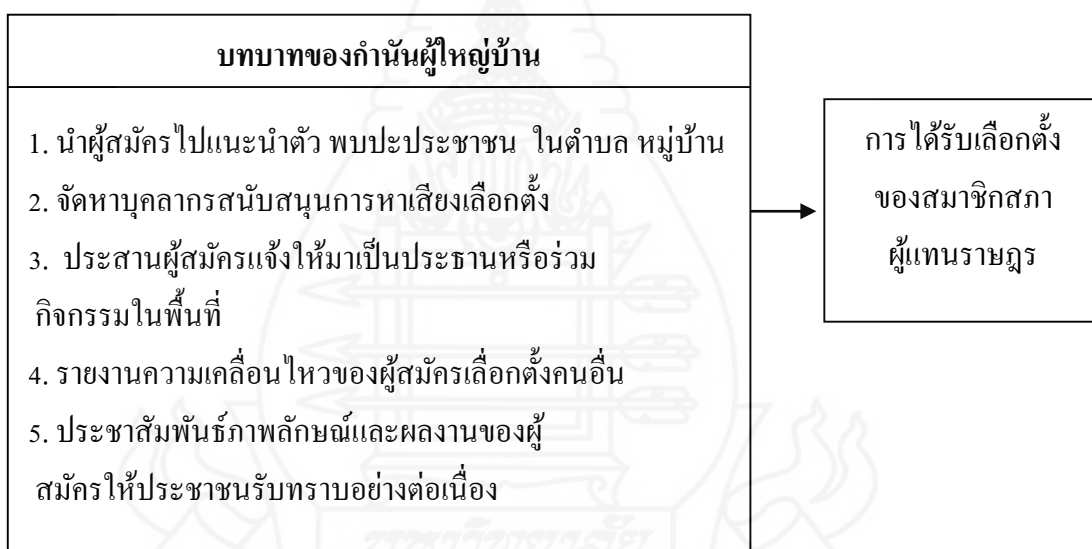 บทบาทของกำนันผู้ใหญ่บ้าน
1. นำผู้สมัครไปแนะนำตัว พบปะประชาชน ในตำบล หมู่บ้าน
2. จัดหาบุคลากรสนับสนุนการหาเสียงเลือกตั้ง
3. ประสานผู้สมัครแจ้งให้มาเป็นประธานหรือร่วม
กิจกรรมในพื้นที่
4. รายงานความเคลื่อนไหวของผู้สมัครเลื่อกตั้งคนอื่น
5. ประชาสัมพันธ์ภาพลักษณ์และผลงานของผู้
สมัครให้ประชาชนรับทราบอย่างต่อเนื่อง
การได้รับเลือกตั้ง
ของสมาชิกสภา
ผู้แทนราษฎร